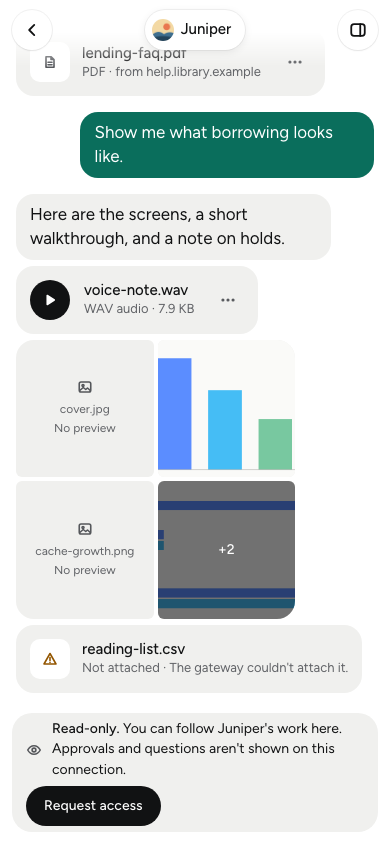 Juniper
lending-faq.pdf
PDF · from help.library.example
Show me what borrowing looks
like.
Here are the screens, a short
walkthrough, and a note on holds.
voice-note.wav
WAV audio · 7.9 KB
cover.jpg
No preview
cache-growth.png
No preview
+2
reading-list.csv
Not attached · The gateway couldn't attach it.
Read-only. You can follow Juniper's work here.
Approvals and questions aren't shown on this
connection.
Request access